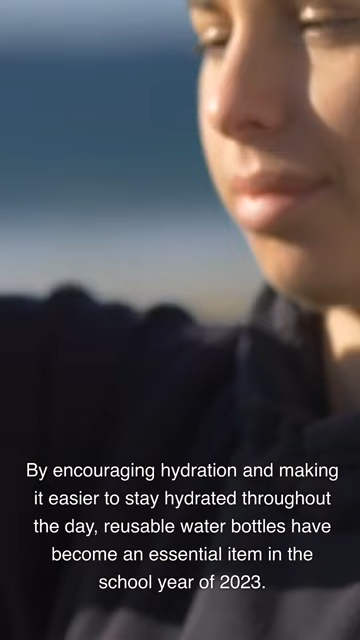 By encouraging hydration and making
it easier to stay hydrated throughout
the day, reusable water bottles have
become an essential item in the
school year of 2023.